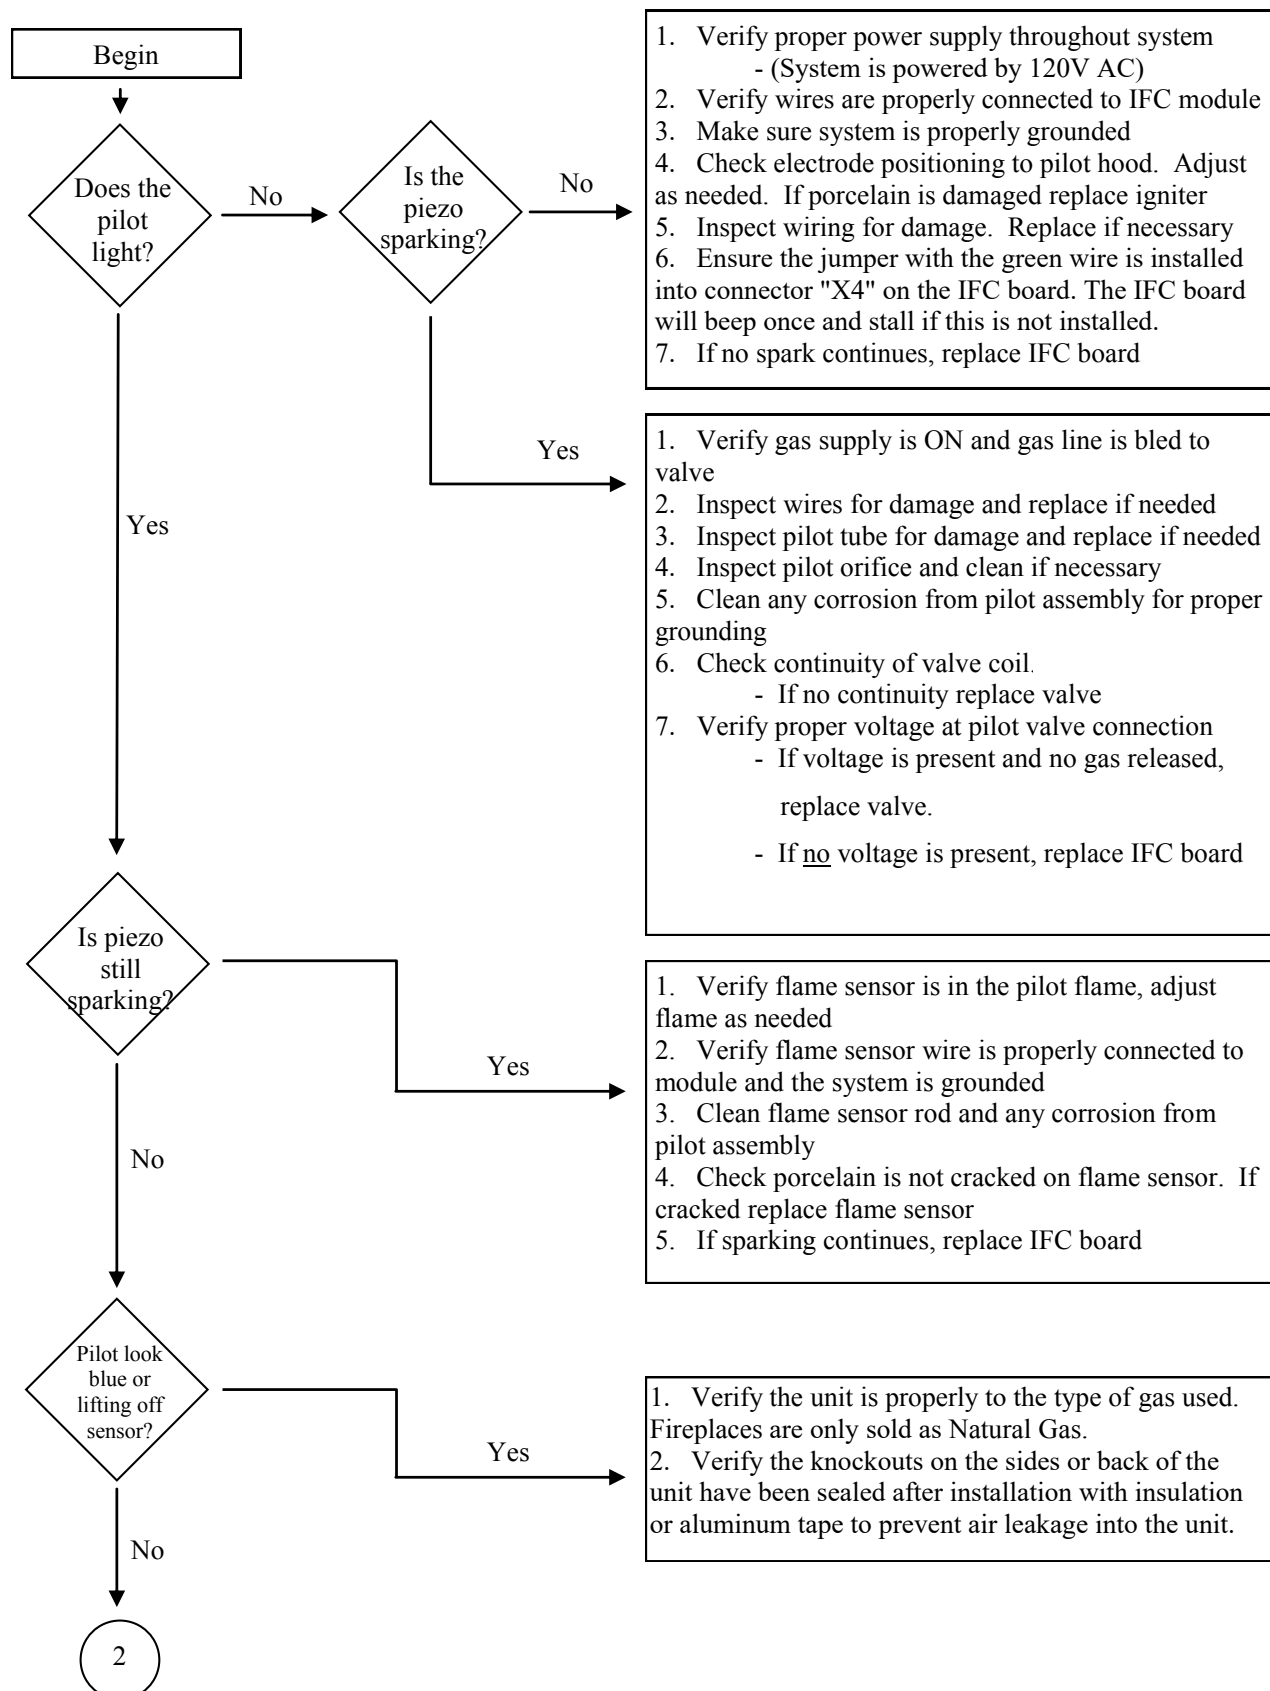 Begin
Does the
pilot
light?
No
Is the
piezo
sparking?
No
1. Verify proper power supply throughout system
- (System is powered by 120V AC)
2. Verify wires are properly connected to IFC module
3. Make sure system is properly grounded
4. Check electrode positioning to pilot hood. Adjust
as needed. If porcelain is damaged replace igniter
5. Inspect wiring for damage. Replace if necessary
6. Ensure the jumper with the green wire is installed
into connector "X4" on the IFC board. The IFC board
will beep once and stall if this is not installed.
7. If no spark continues, replace IFC board
Yes
1. Verify gas supply is ON and gas line is bled to
valve
2. Inspect wires for damage and replace if needed
3. Inspect pilot tube for damage and replace if needed
4. Inspect pilot orifice and clean if necessary
5. Clean any corrosion from pilot assembly for proper
grounding
6. Check continuity of valve coil.
- If no continuity replace valve
7. Verify proper voltage at pilot valve connection
- If voltage is present and no gas released,
replace valve.
- If no voltage is present, replace IFC board
Yes
Is piezo
still
sparking?
Yes
1. Verify flame sensor is in the pilot flame, adjust
flame as needed
2. Verify flame sensor wire is properly connected to
module and the system is grounded
3. Clean flame sensor rod and any corrosion from
pilot assembly
4. Check porcelain is not cracked on flame sensor. If
cracked replace flame sensor
5. If sparking continues, replace IFC board
No
Pilot look
blue or
lifting off
sensor?
Yes
1. Verify the unit is properly to the type of gas used.
Fireplaces are only sold as Natural Gas.
2. Verify the knockouts on the sides or back of the
unit have been sealed after installation with insulation
or aluminum tape to prevent air leakage into the unit.
No
2